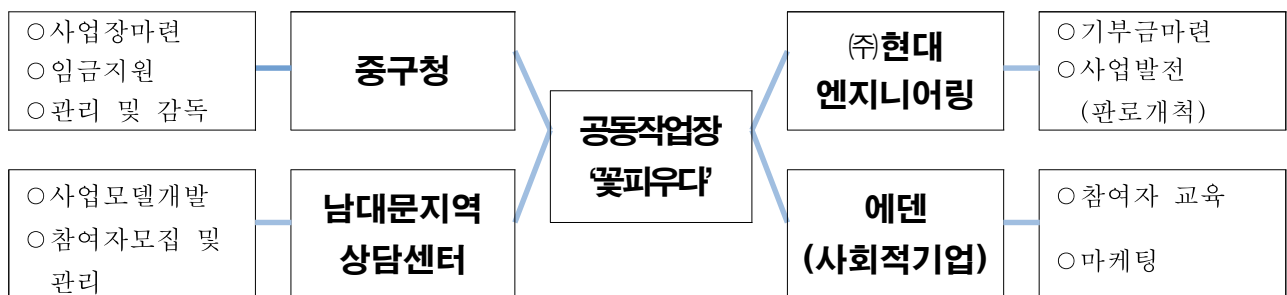 ○사업장마련
○임금지원
○관리 및 감독
중구청
㈜현대
엔지니어링
○기부금마련
○사업발전
(판로개척)
공동작업장
‘꽃피우다’
○사업모델개발
○참여자모집 및
관리
남대문지역
상담센터
에덴
(사회적기업)
○참여자 교육
○마케팅